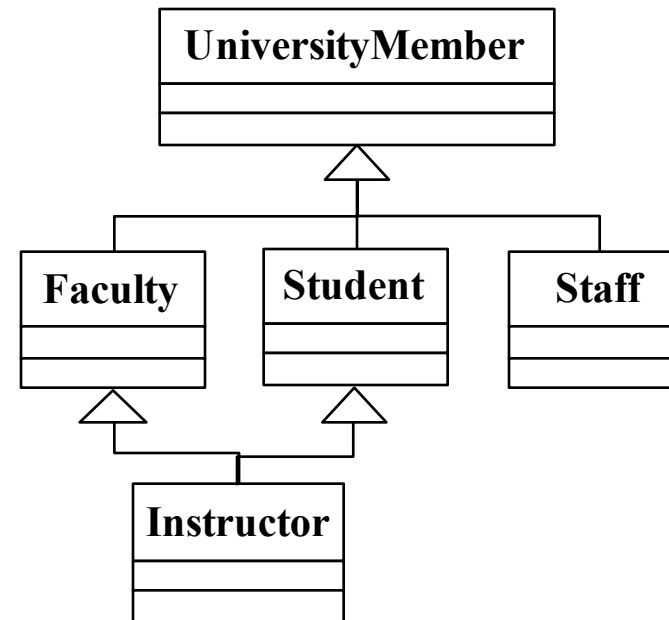 UniversityMember
Faculty
Student
Staff
Instructor